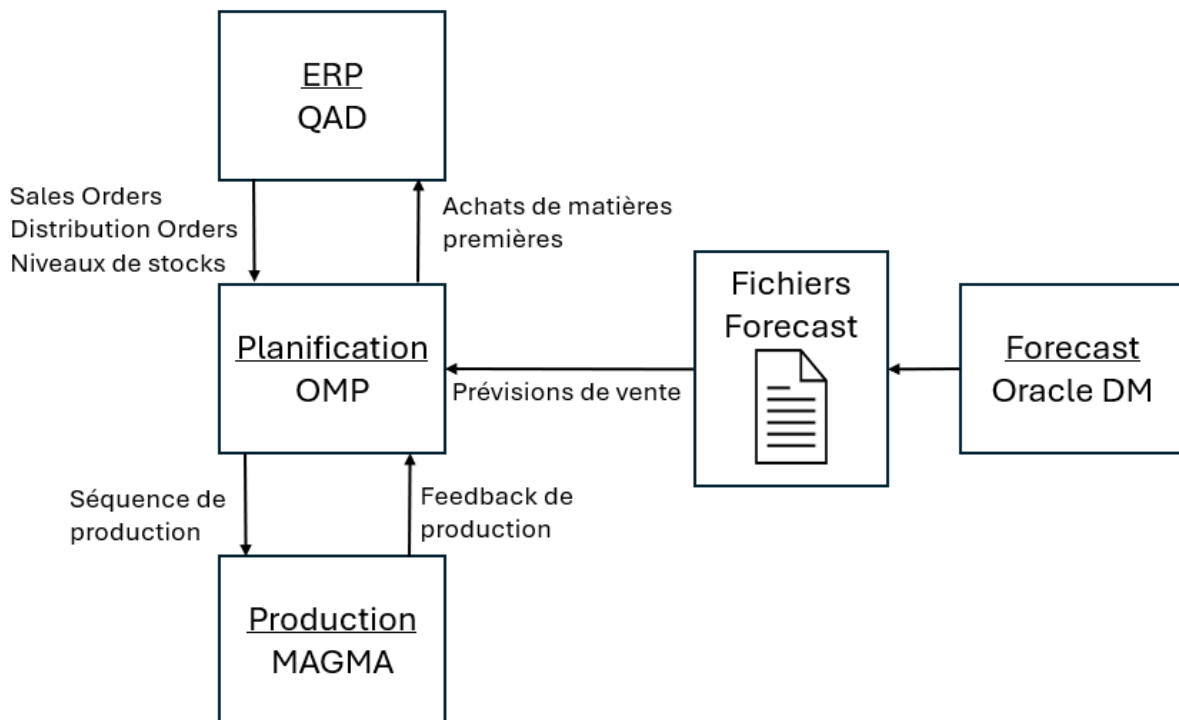 ERP
QAD
Sales Orders
Distribution Orders
Niveaux de stocks
Achats de matières
premières
Fichiers
Forecast
Planification
OMP
Prévisions de vente
Forecast
Oracle DM
Séquence de
production
Feedback de
production
Production
MAGMA